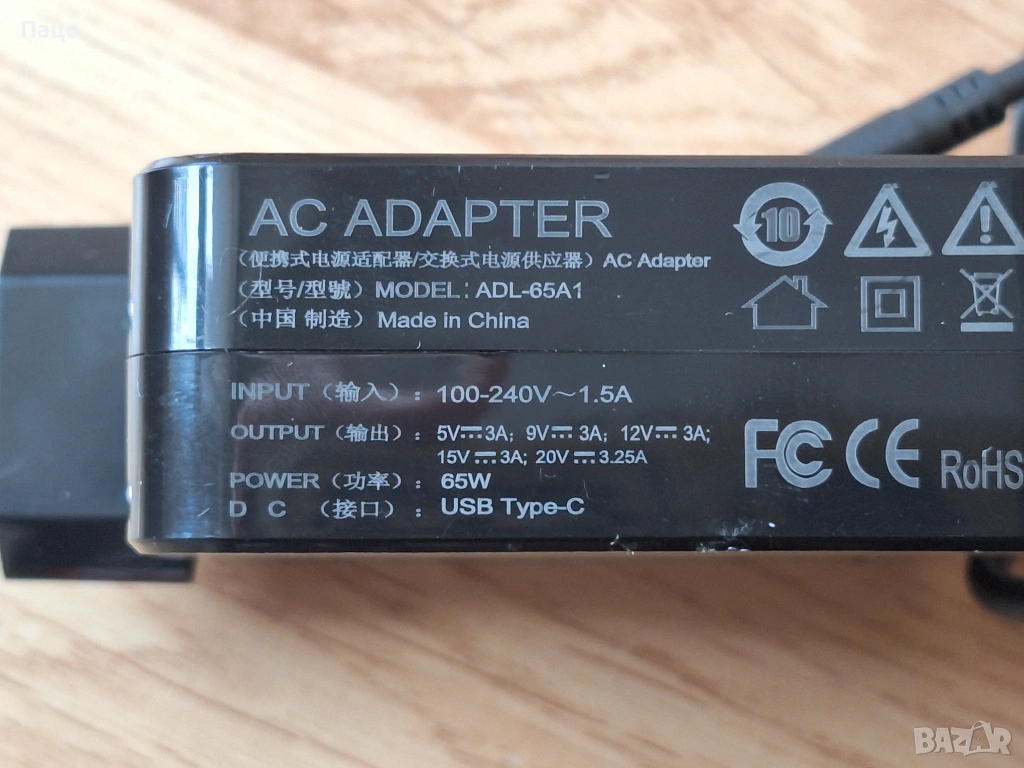 Паце
AC ADAPTER
10
（便携式电源适配器/交换式电源供应器）AC Adapter
（型号/型號）MODEL: ADL-65A1
（中国 制造）Made in China
INPUT（输入）: 100-240V～1.5A
OUTPUT（输出）: 5V⎓3A; 9V⎓3A; 12V⎓3A;
15V⎓3A; 20V⎓3.25A
POWER（功率）: 65W
D C （接口）: USB Type-C
FC CE RoHS
BAZAR